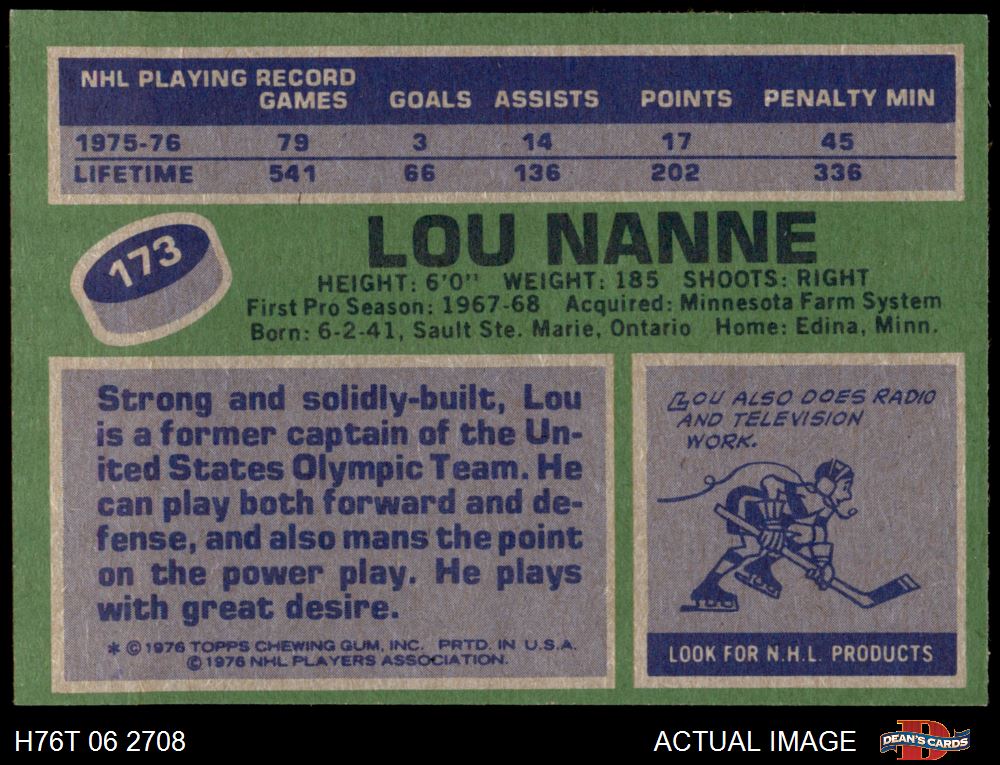 NHL PLAYING RECORD
GAMES GOALS ASSISTS POINTS PENALTY MIN
1975-76 79 3 14 17 45
LIFETIME 541 66 136 202 336
173
LOU NANNE
HEIGHT: 6'0" WEIGHT: 185 SHOOTS: RIGHT
First Pro Season: 1967-68 Acquired: Minnesota Farm System
Born: 6-2-41, Sault Ste. Marie, Ontario Home: Edina, Minn.
Strong and solidly-built, Lou
is a former captain of the Un-
ited States Olympic Team. He
can play both forward and de-
fense, and also mans the point
on the power play. He plays
with great desire.
* © 1976 TOPPS CHEWING GUM, INC. PRTD. IN U.S.A.
© 1976 NHL PLAYERS ASSOCIATION.
LOU ALSO DOES RADIO
AND TELEVISION
WORK.
LOOK FOR N.H.L. PRODUCTS
H76T 06 2708
ACTUAL IMAGE
D
DEAN'S CARDS